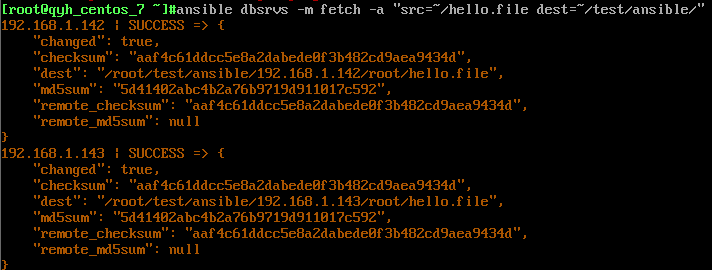 [root@qyh_centos_7 ~]#ansible dbsrvs -m fetch -a "src=~/hello.file dest=~/test/ansible/"
192.168.1.142 | SUCCESS => {
    "changed": true,
    "checksum": "aaf4c61ddcc5e8a2dabede0f3b482cd9aea9434d",
    "dest": "/root/test/ansible/192.168.1.142/root/hello.file",
    "md5sum": "5d41402abc4b2a76b9719d911017c592",
    "remote_checksum": "aaf4c61ddcc5e8a2dabede0f3b482cd9aea9434d",
    "remote_md5sum": null
}
192.168.1.143 | SUCCESS => {
    "changed": true,
    "checksum": "aaf4c61ddcc5e8a2dabede0f3b482cd9aea9434d",
    "dest": "/root/test/ansible/192.168.1.143/root/hello.file",
    "md5sum": "5d41402abc4b2a76b9719d911017c592",
    "remote_checksum": "aaf4c61ddcc5e8a2dabede0f3b482cd9aea9434d",
    "remote_md5sum": null
}